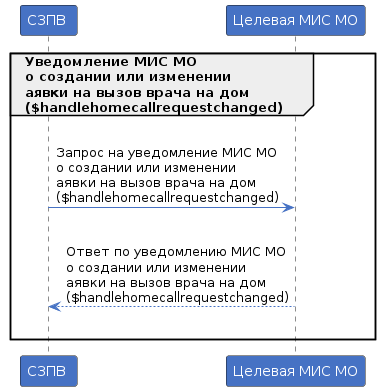 СЗПВ
Целевая МИС МО
Уведомление МИС МО
о создании или изменении
аявки на вызов врача на дом
($handlehomecallrequestchanged)
Запрос на уведомление МИС МО
о создании или изменении
аявки на вызов врача на дом
($handlehomecallrequestchanged)
Ответ по уведомлению МИС МО
о создании или изменении
аявки на вызов врача на дом
($handlehomecallrequestchanged)
СЗПВ
Целевая МИС МО